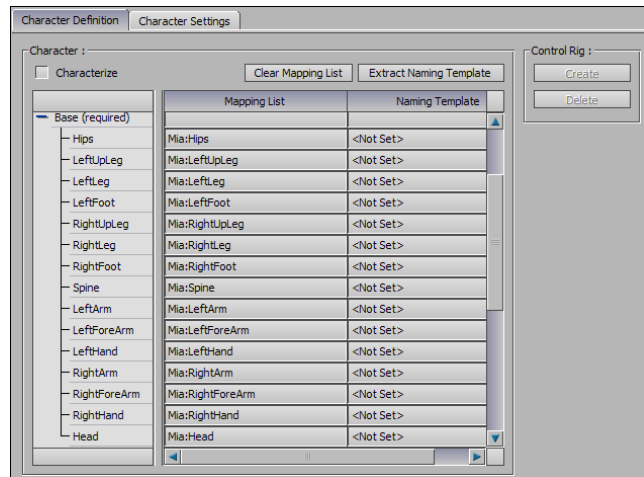 Character Definition Character Settings
Character : Control Rig :
Characterize Clear Mapping List Extract Naming Template Create
Mapping List Naming Template Delete
Base (required)
Hips Mia:Hips <Not Set>
LeftUpLeg Mia:LeftUpLeg <Not Set>
LeftLeg Mia:LeftLeg <Not Set>
LeftFoot Mia:LeftFoot <Not Set>
RightUpLeg Mia:RightUpLeg <Not Set>
RightLeg Mia:RightLeg <Not Set>
RightFoot Mia:RightFoot <Not Set>
Spine Mia:Spine <Not Set>
LeftArm Mia:LeftArm <Not Set>
LeftForeArm Mia:LeftForeArm <Not Set>
LeftHand Mia:LeftHand <Not Set>
RightArm Mia:RightArm <Not Set>
RightForeArm Mia:RightForeArm <Not Set>
RightHand Mia:RightHand <Not Set>
Head Mia:Head <Not Set>